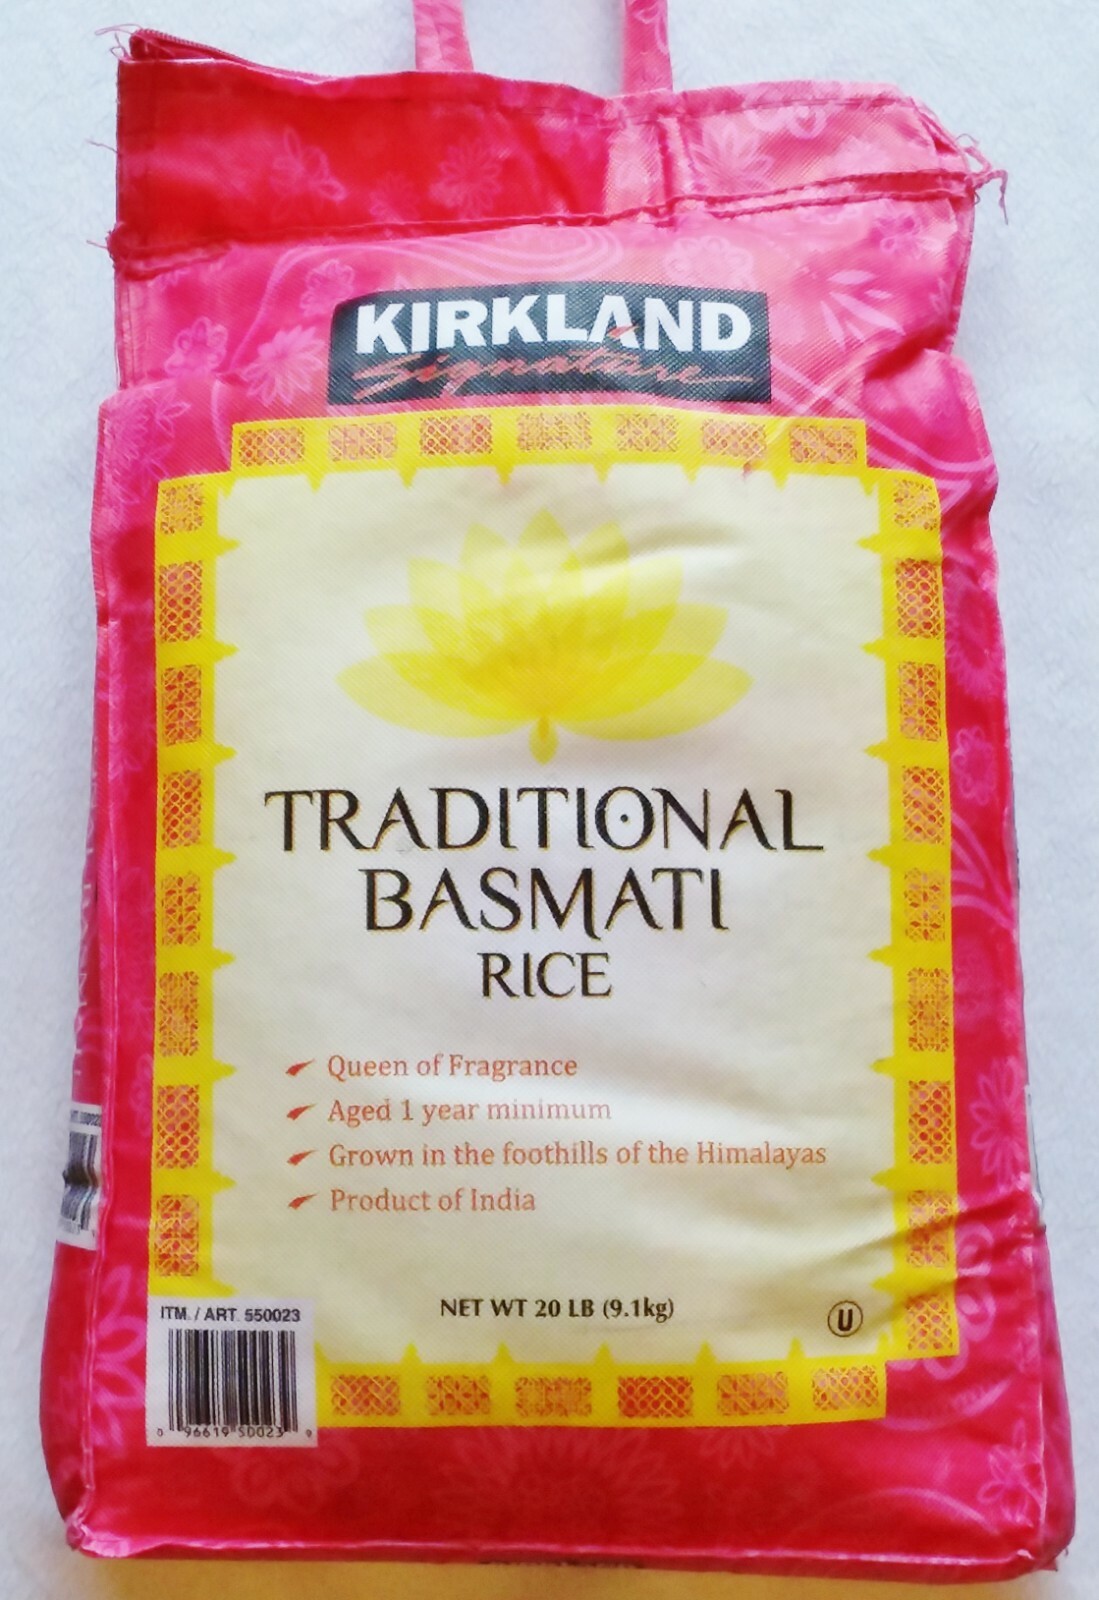 KIRKLAND
Signature
TRADITIONAL
BASMATI
RICE
Queen of Fragrance
Aged 1 year minimum
Grown in the foothills of the Himalayas
Product of India
NET WT 20 LB (9.1kg)
U
ITM. / ART. 550023
0 96619 50023 9